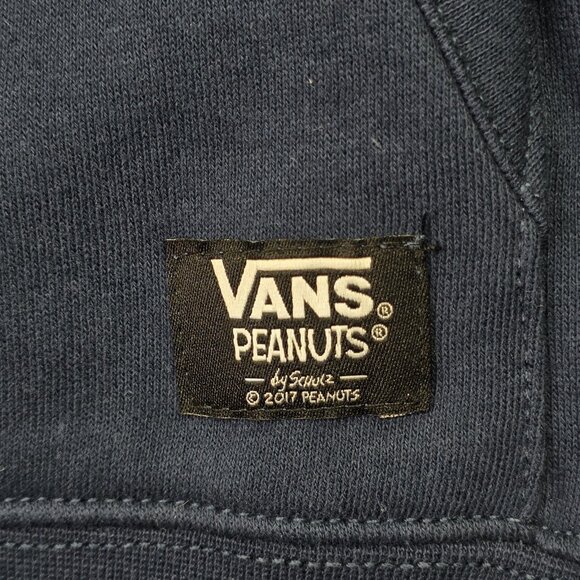 VANS®
PEANUTS®
— by Schulz —
© 2017 PEANUTS